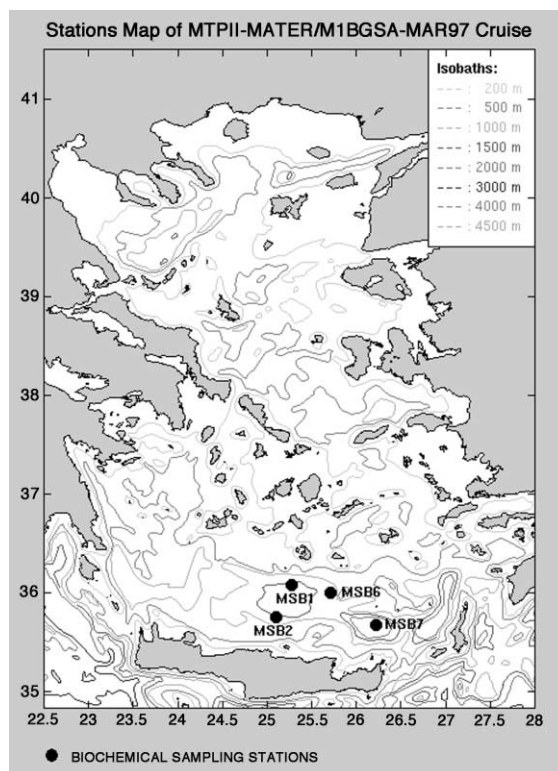 Stations Map of MTPII-MATER/M1BGSA-MAR97 Cruise
Isobaths:
---: 200 m
---: 500 m
---: 1000 m
---: 1500 m
---: 2000 m
---: 3000 m
---: 4000 m
---: 4500 m
41
40
39
38
37
36
35
MSB1
MSB6
MSB2
MSB7
22.5 23 23.5 24 24.5 25 25.5 26 26.5 27 27.5 28
BIOCHEMICAL SAMPLING STATIONS